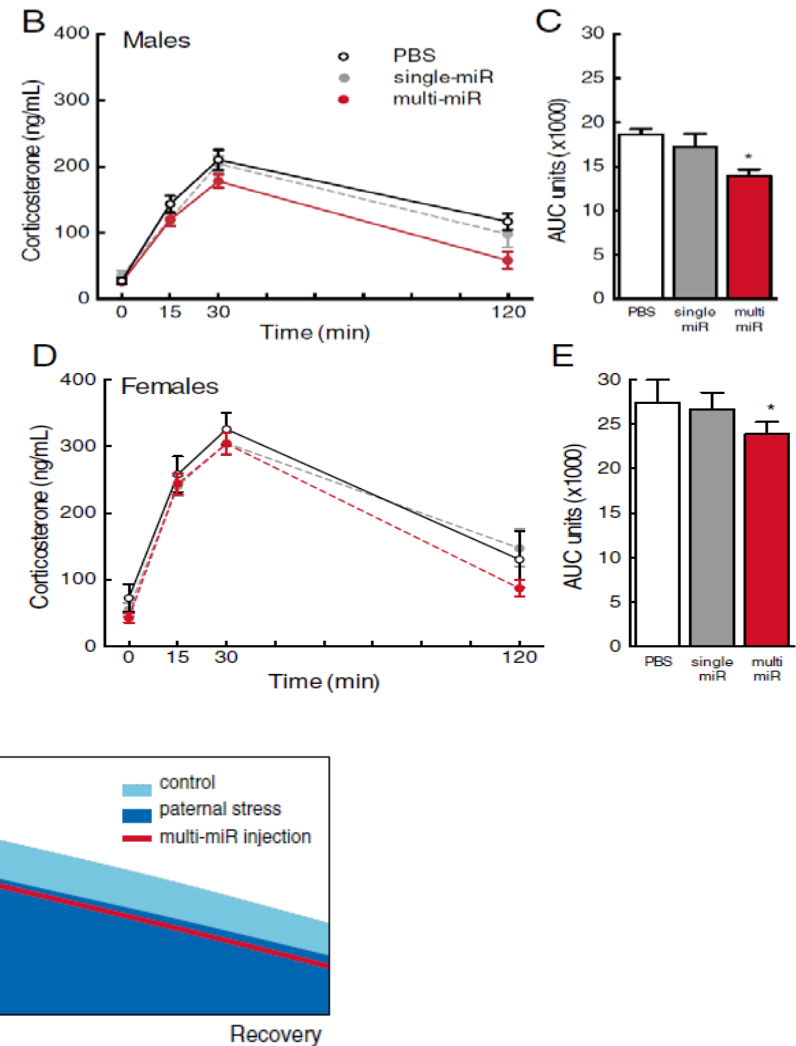 B
Males
PBS
single-miR
multi-miR
Corticosterone (ng/mL)
400
300
200
100
0
0 15 30 120
Time (min)
C
AUC units (x1000)
30
25
20
15
10
5
0
*
PBS single miR multi miR
D
Females
Corticosterone (ng/mL)
400
300
200
100
0
0 15 30 120
Time (min)
E
AUC units (x1000)
30
25
20
15
10
5
0
*
PBS single miR multi miR
control
paternal stress
multi-miR injection
Recovery